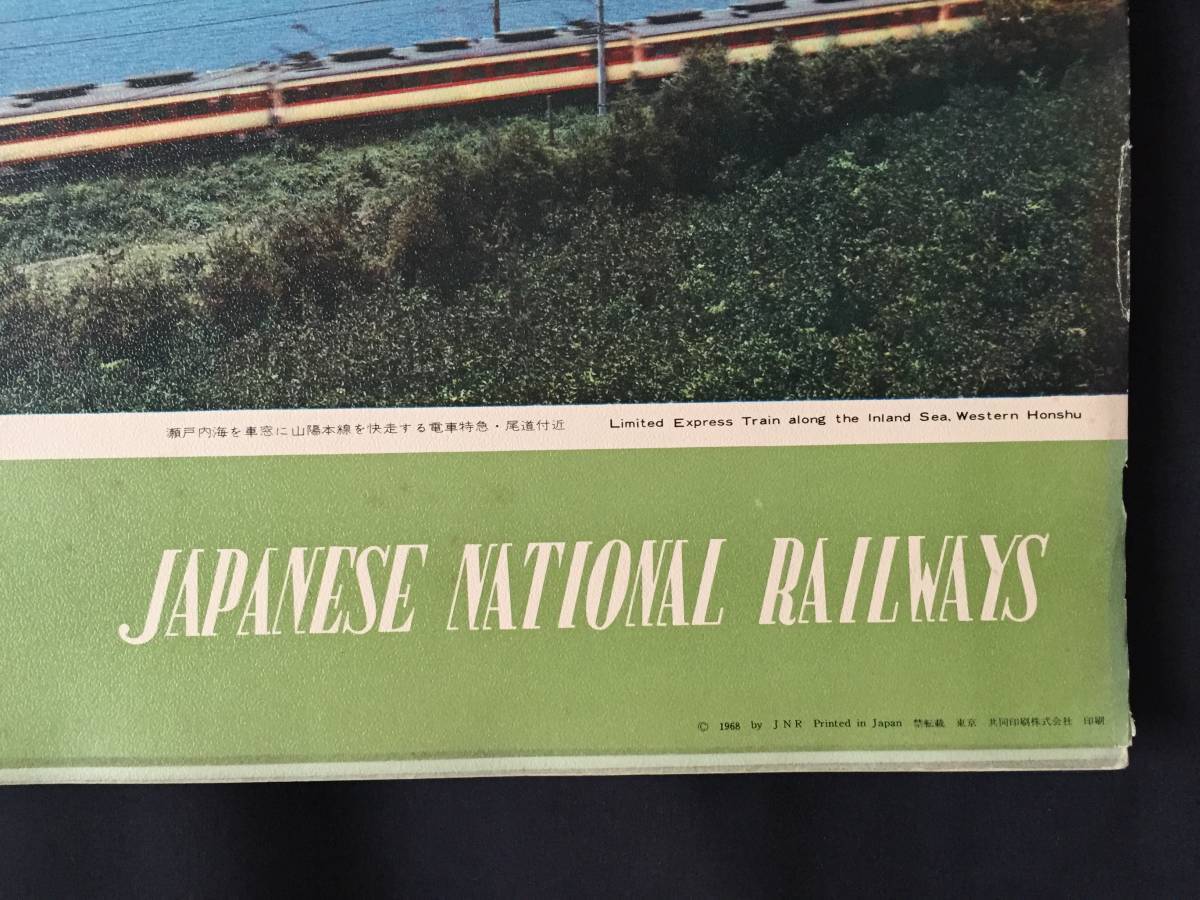 瀬戸内海を車窓に山陽本線を快走する電車特急・尾道付近 Limited Express Train along the Inland Sea, Western Honshu
JAPANESE NATIONAL RAILWAYS
© 1968 by JNR Printed in Japan 禁転載 東京 共同印刷株式会社 印刷